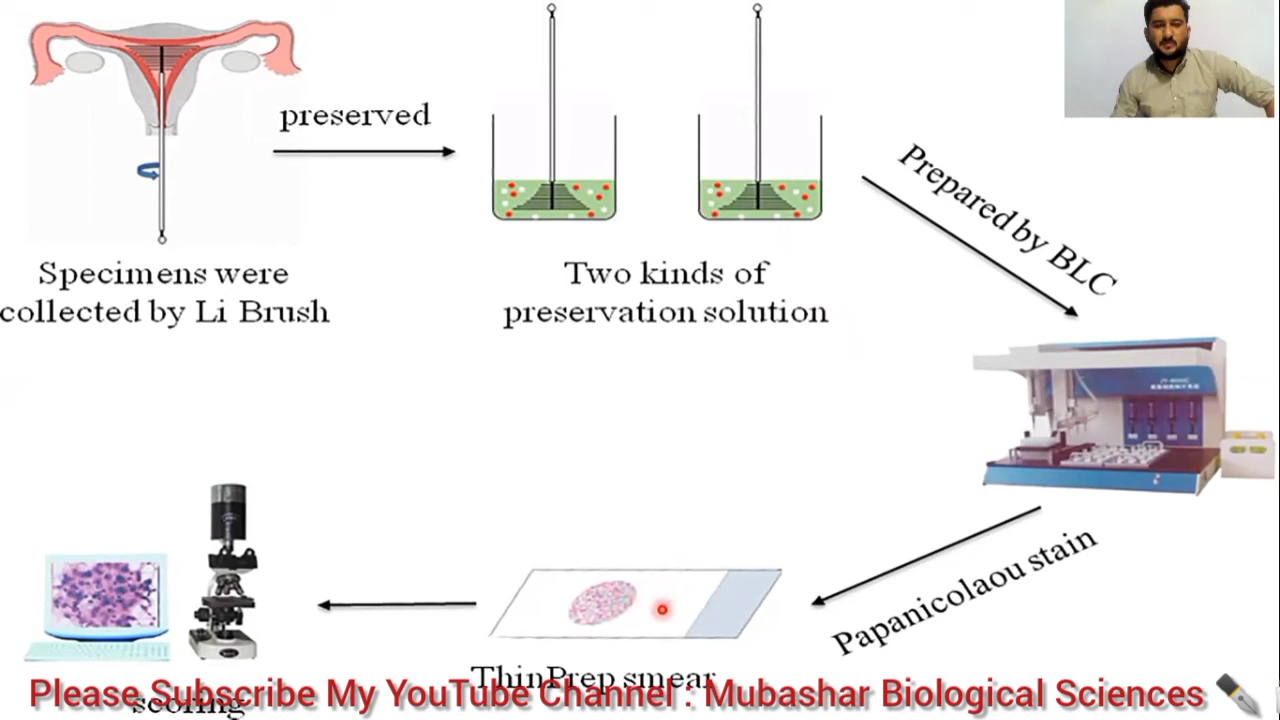 preserved
Prepared by BLC
Specimens were
collected by Li Brush
Two kinds of
preservation solution
Papanicolaou stain
ThinPrep smear
scoring
Please Subscribe My YouTube Channel : Mubashar Biological Sciences